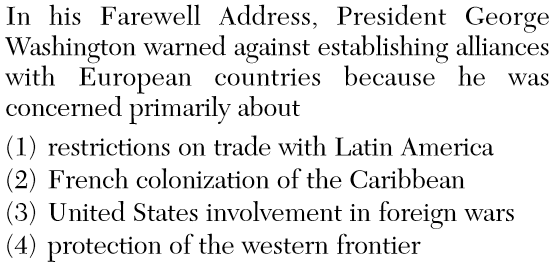 In his Farewell Address, President George
Washington warned against establishing alliances
with European countries because he was
concerned primarily about
(1) restrictions on trade with Latin America
(2) French colonization of the Caribbean
(3) United States involvement in foreign wars
(4) protection of the western frontier